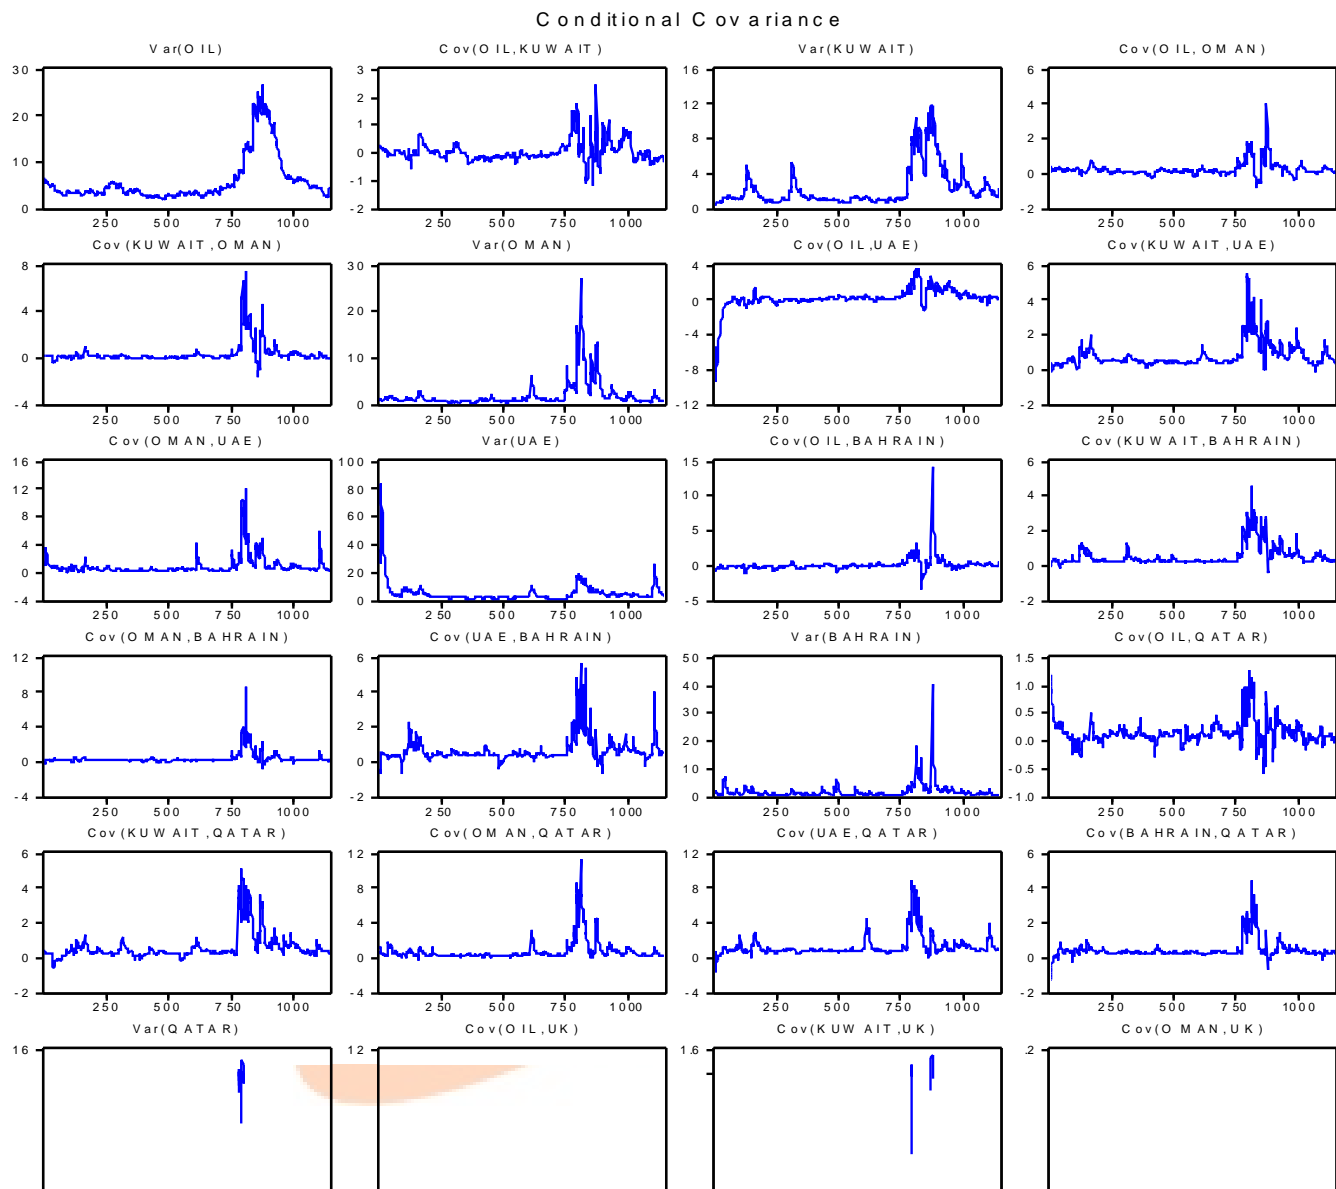 Conditional Covariance
Var(OIL) Cov(OIL,KUWAIT) Var(KUWAIT) Cov(OIL,OMAN)
30 3 16 6
20 2 12 4
10 1 8 2
0 0 4 0
-1 0 -2
-2
250 500 750 1000 250 500 750 1000 250 500 750 1000 250 500 750 1000
Cov(KUWAIT,OMAN) Var(OMAN) Cov(OIL,UAE) Cov(KUWAIT,UAE)
8 30 4 6
4 20 0 4
0 10 -4 2
-4 0 -8 0
-12 -2
250 500 750 1000 250 500 750 1000 250 500 750 1000 250 500 750 1000
Cov(OMAN,UAE) Var(UAE) Cov(OIL,BAHRAIN) Cov(KUWAIT,BAHRAIN)
16 100 15 6
12 80 10 4
8 60 5 2
4 40 0 0
0 20 -5 -2
-4 0
250 500 750 1000 250 500 750 1000 250 500 750 1000 250 500 750 1000
Cov(OMAN,BAHRAIN) Cov(UAE,BAHRAIN) Var(BAHRAIN) Cov(OIL,QATAR)
12 6 50 1.5
8 4 40 1.0
4 2 30 0.5
0 0 20 0.0
-4 -2 10 -0.5
0 -1.0
250 500 750 1000 250 500 750 1000 250 500 750 1000 250 500 750 1000
Cov(KUWAIT,QATAR) Cov(OMAN,QATAR) Cov(UAE,QATAR) Cov(BAHRAIN,QATAR)
6 12 12 6
4 8 8 4
2 4 4 2
0 0 0 0
-2 -4 -4 -2
250 500 750 1000 250 500 750 1000 250 500 750 1000 250 500 750 1000
Var(QATAR) Cov(OIL,UK) Cov(KUWAIT,UK) Cov(OMAN,UK)
16 12 1.6 .2